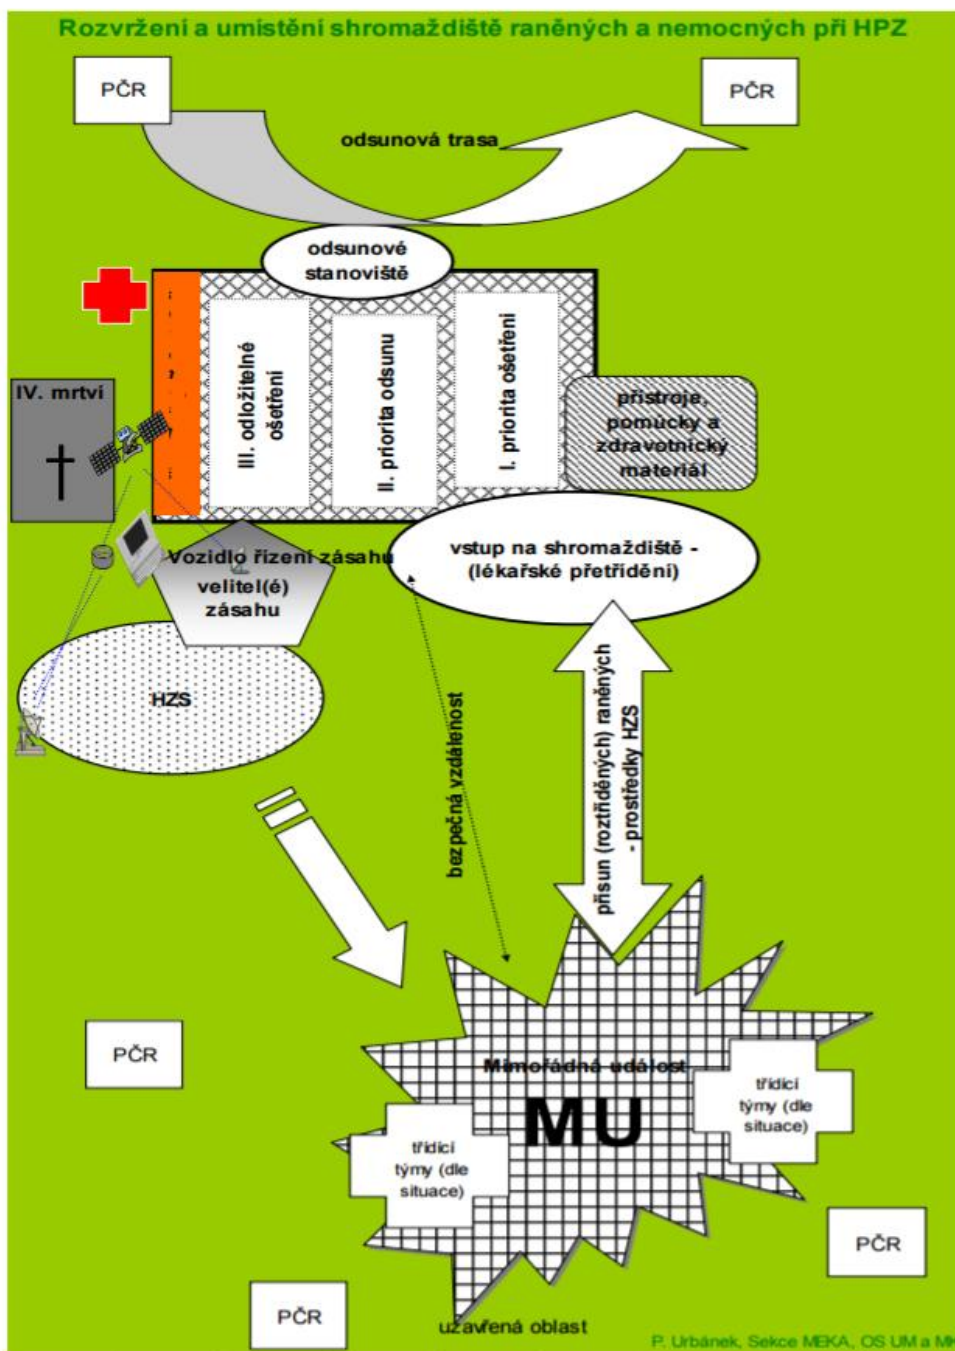 Rozvržení a umistění shromaždiště raněných a nemocných při HPZ
PČR
PČR
odsunová trasa
odsunové
stanoviště
III. odložitelné
ošetření
II. priorita odsunu
I. priorita ošetření
IV. mrtví
přístroje,
pomůcky a
zdravotnický
materiál
Vozidlo řízení zásahu
velitel(é)
zásahu
vstup na shromaždiště -
(lékařské přetřídění)
HZS
bezpečná vzdálenost
přísun (roztříděných) raněných
- prostředky HZS
PČR
Mimořádná událost
MU
třídící
týmy (dle
situace)
třídící
týmy (dle
situace)
PČR
PČR
uzavřená oblast
P. Urbánek, Sekce MEKA, OS UM a MK